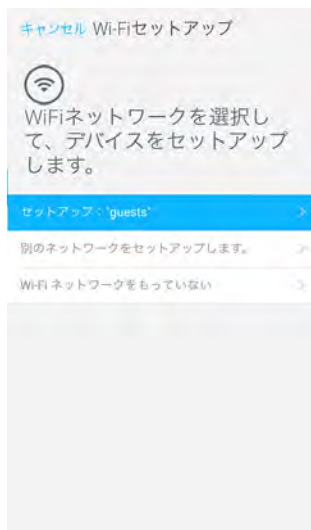 キャンセル Wi-Fiセットアップ
WiFiネットワークを選択し
て、デバイスをセットアップ
します。
セットアップ：'guests'
別のネットワークをセットアップします。
Wi-Fi ネットワークをもっていない